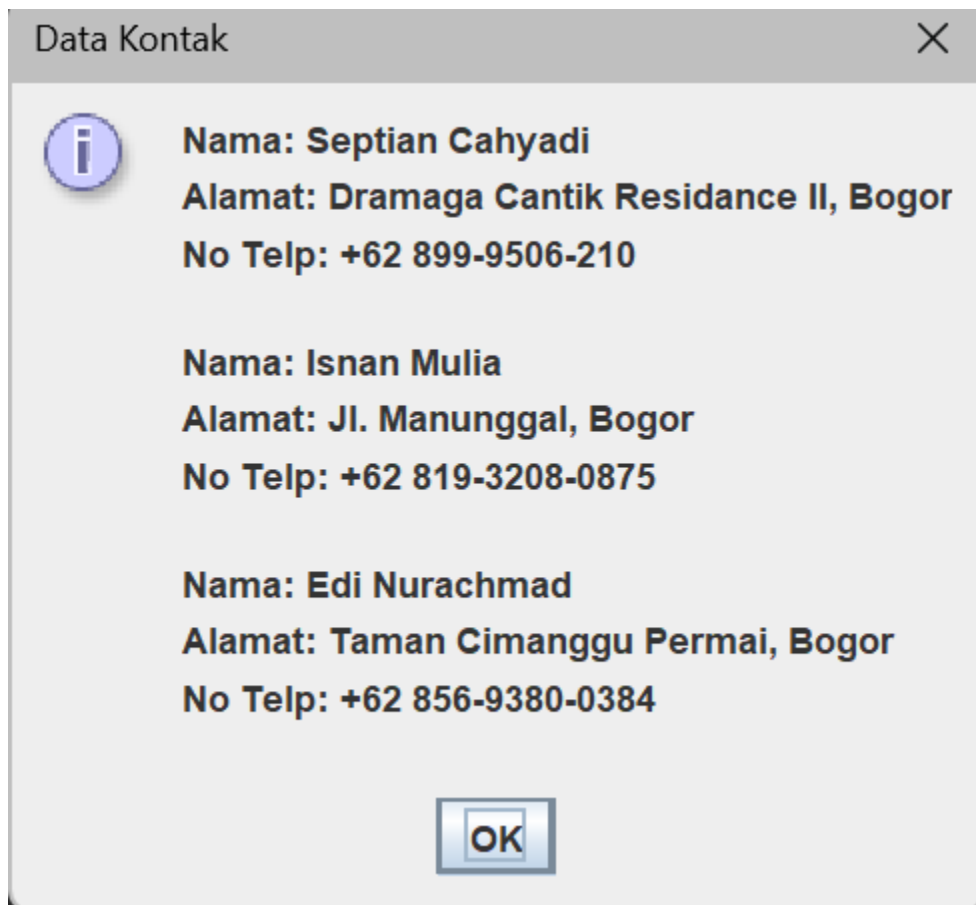 Data Kontak
Nama: Septian Cahyadi
Alamat: Dramaga Cantik Residance II, Bogor
No Telp: +62 899-9506-210
Nama: Isnan Mulia
Alamat: Jl. Manunggal, Bogor
No Telp: +62 819-3208-0875
Nama: Edi Nurachmad
Alamat: Taman Cimanggu Permai, Bogor
No Telp: +62 856-9380-0384
OK